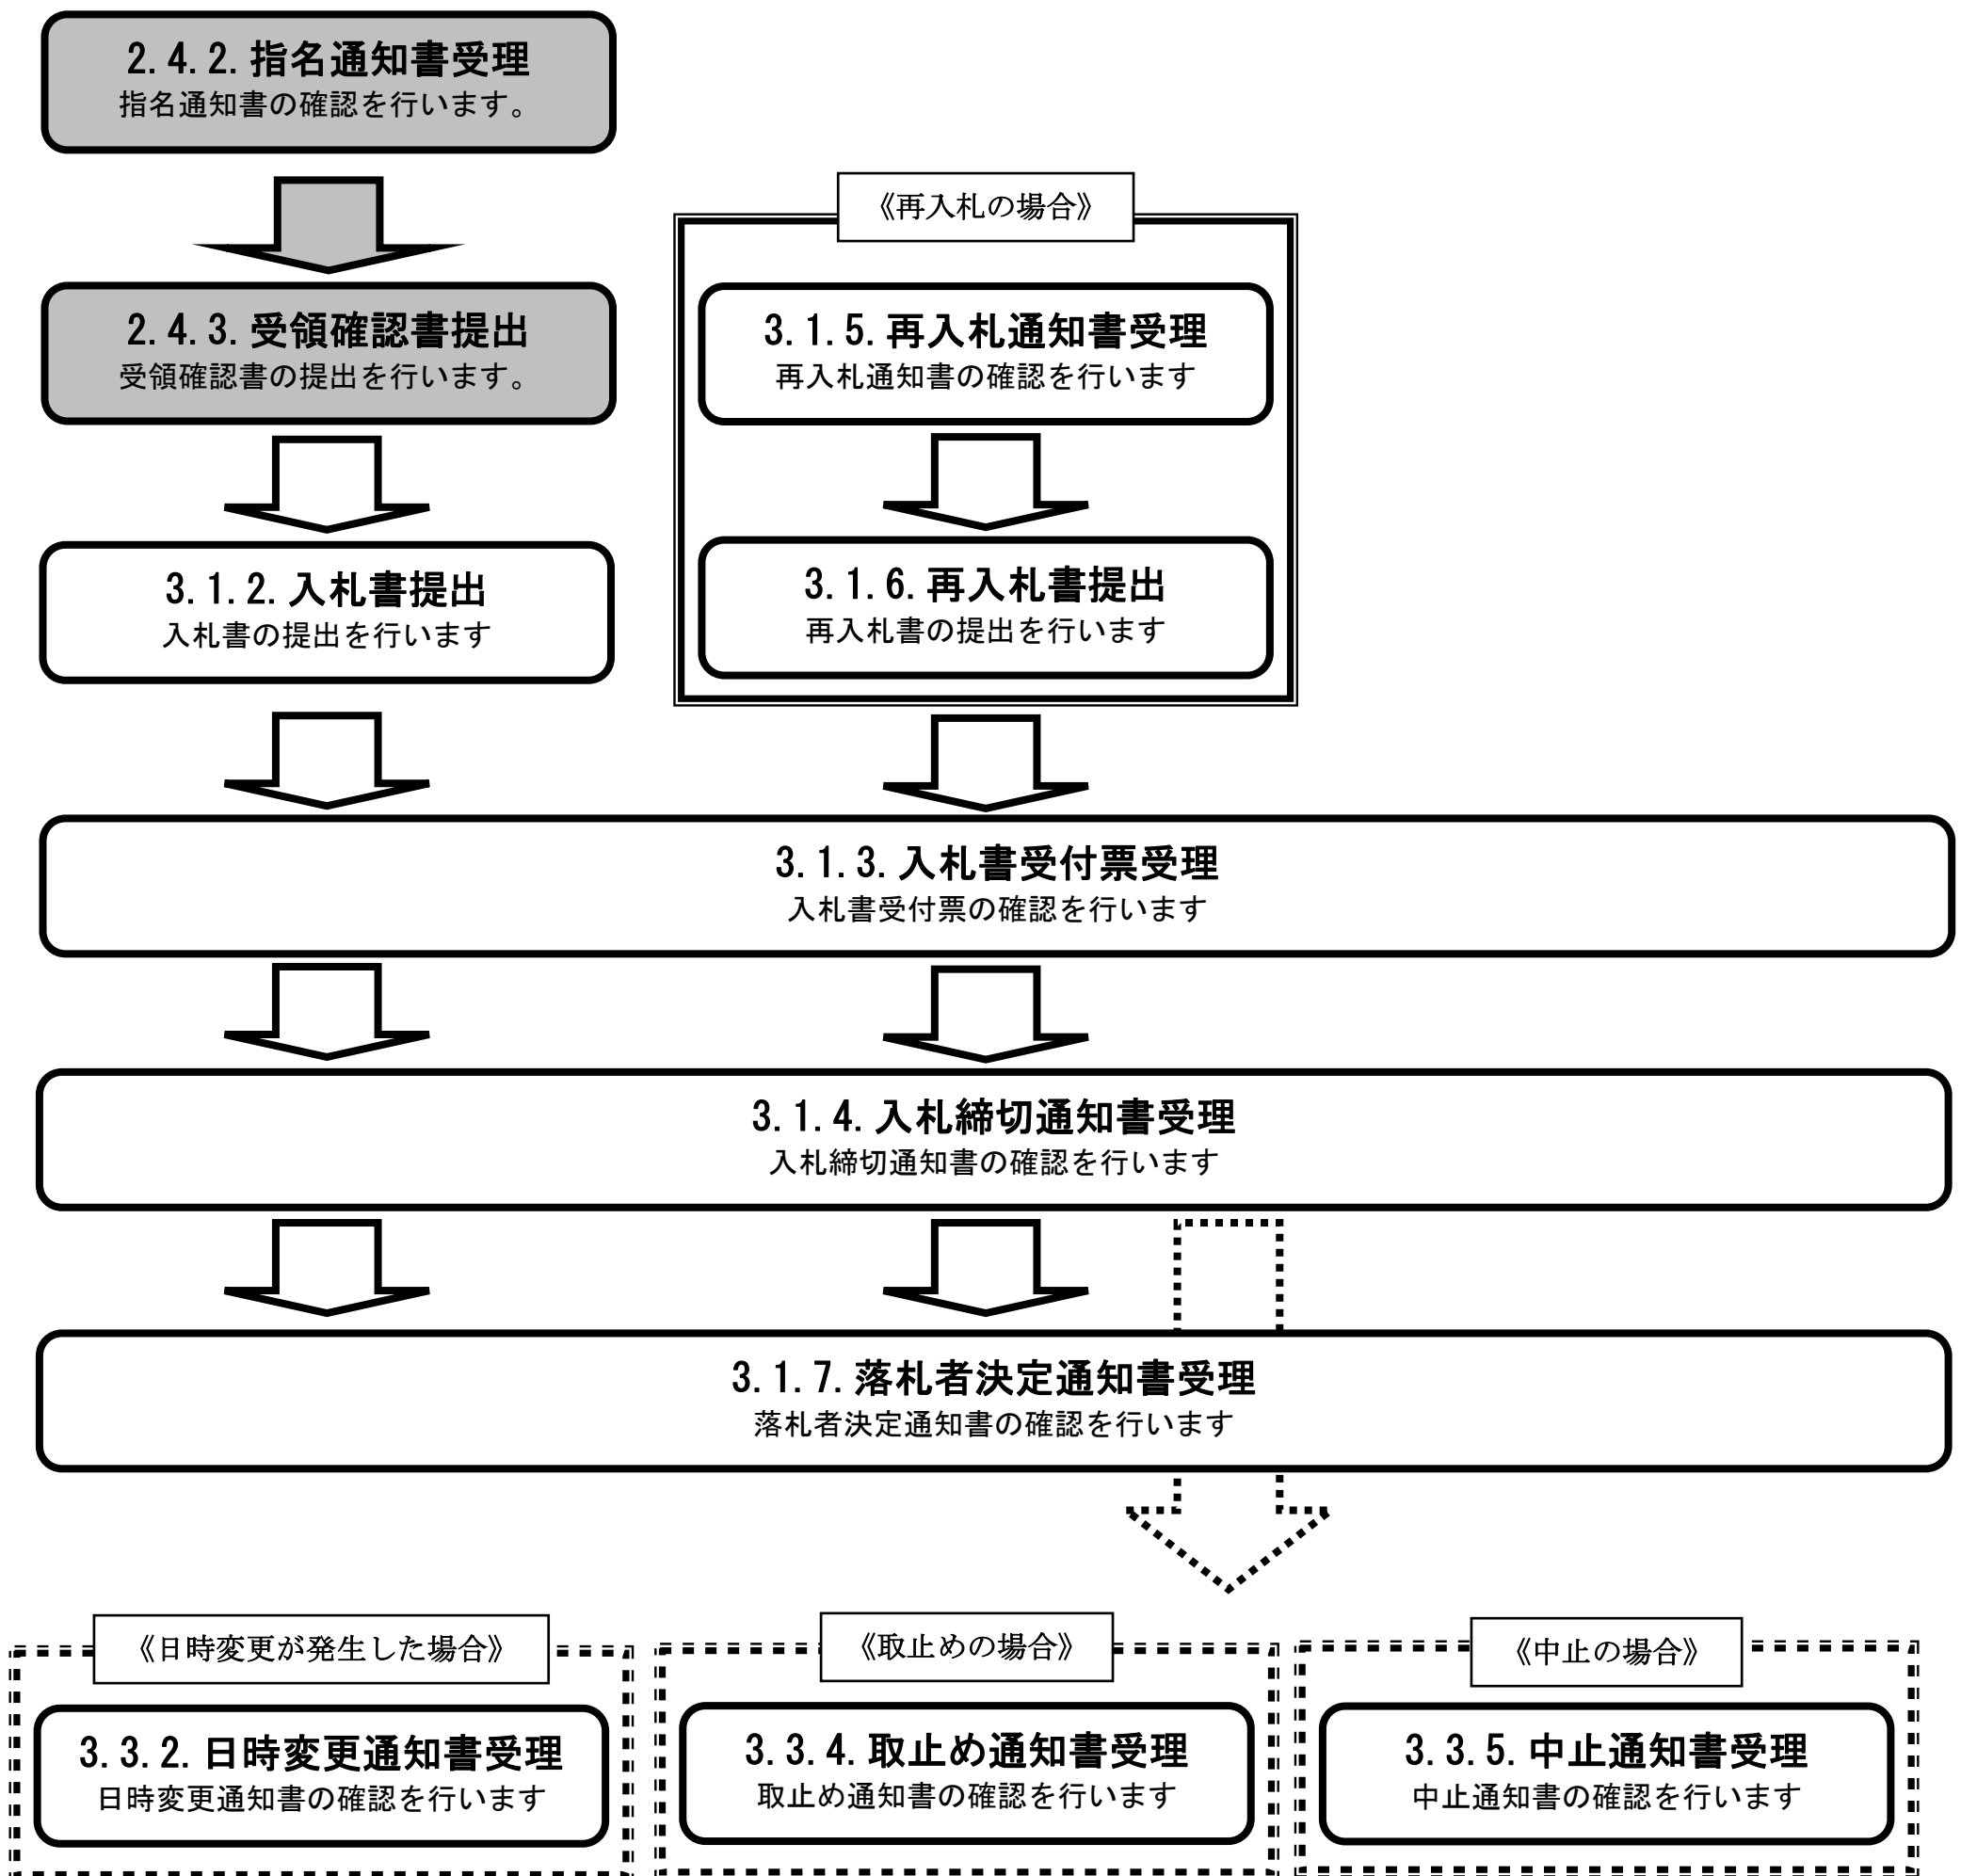 2.4.2.指名通知書受理
指名通知書の確認を行います。
2.4.3.受領確認書提出
受領確認書の提出を行います。
3.1.2.入札書提出
入札書の提出を行います
《再入札の場合》
3.1.5.再入札通知書受理
再入札通知書の確認を行います
3.1.6.再入札書提出
再入札書の提出を行います
3.1.3.入札書受付票受理
入札書受付票の確認を行います
3.1.4.入札締切通知書受理
入札締切通知書の確認を行います
3.1.7.落札者決定通知書受理
落札者決定通知書の確認を行います
《日時変更が発生した場合》
3.3.2.日時変更通知書受理
日時変更通知書の確認を行います
《取止めの場合》
3.3.4.取止め通知書受理
取止め通知書の確認を行います
《中止の場合》
3.3.5.中止通知書受理
中止通知書の確認を行います